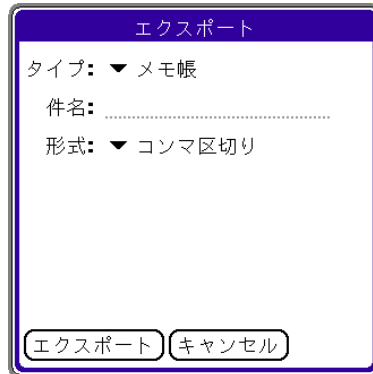 エクスポート
タイプ: ▼ メモ帳
件名:
形式: ▼ コンマ区切り
エクスポート キャンセル